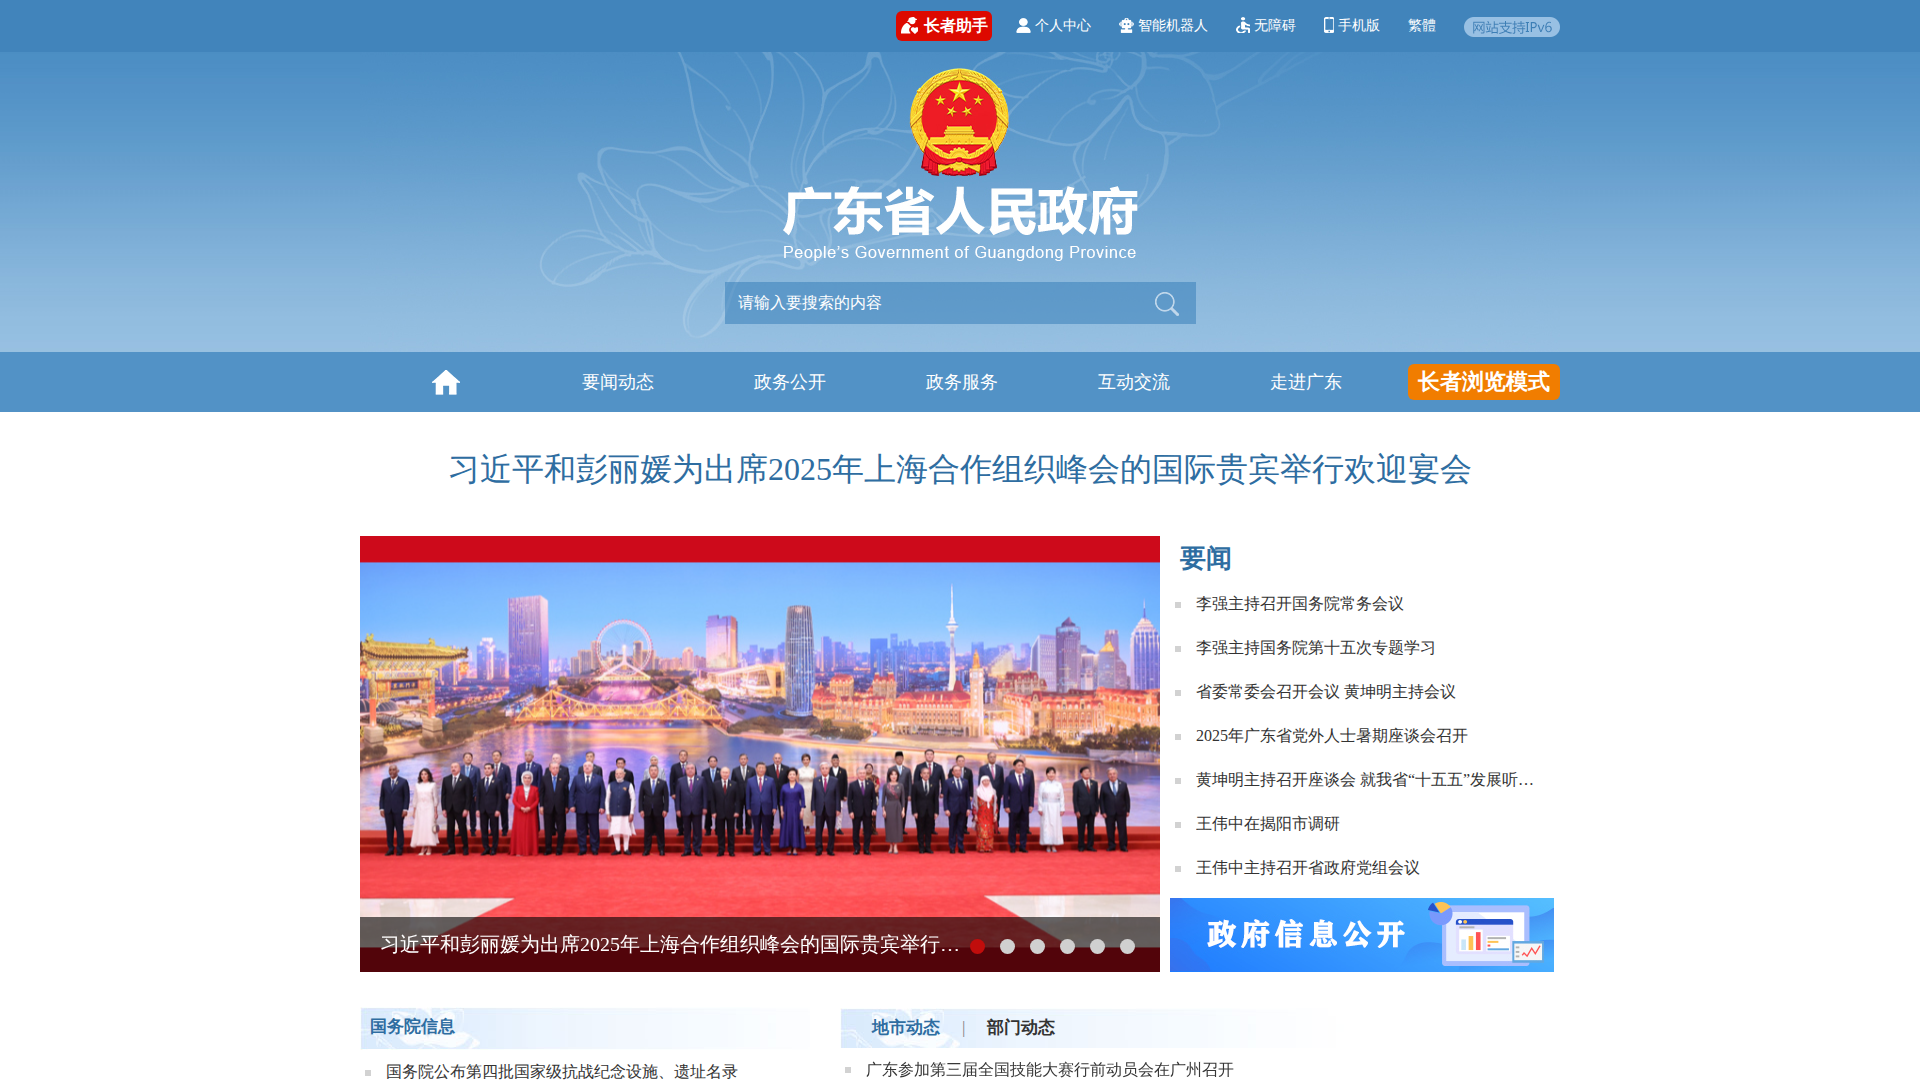 长者助手
个人中心
智能机器人
无障碍
手机版
繁體
网站支持IPv6
广东省人民政府
People's Government of Guangdong Province
请输入要搜索的内容
要闻动态
政务公开
政务服务
互动交流
走进广东
长者浏览模式
习近平和彭丽媛为出席2025年上海合作组织峰会的国际贵宾举行欢迎宴会
习近平和彭丽媛为出席2025年上海合作组织峰会的国际贵宾举行…
要闻
李强主持召开国务院常务会议
李强主持国务院第十五次专题学习
省委常委会召开会议 黄坤明主持会议
2025年广东省党外人士暑期座谈会召开
黄坤明主持召开座谈会 就我省“十五五”发展听…
王伟中在揭阳市调研
王伟中主持召开省政府党组会议
政府信息公开
国务院信息
国务院公布第四批国家级抗战纪念设施、遗址名录
地市动态 | 部门动态
广东参加第三届全国技能大赛行前动员会在广州召开